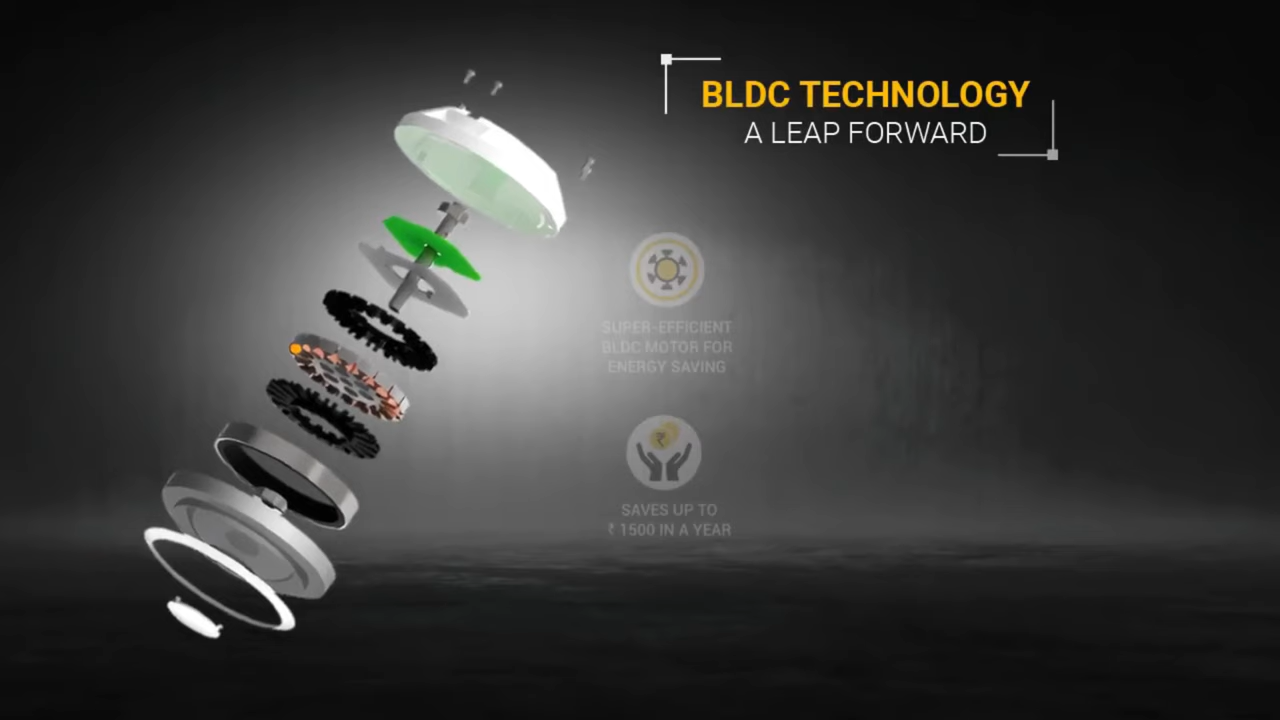 BLDC TECHNOLOGY
A LEAP FORWARD
SUPER-EFFICIENT
BLDC MOTOR FOR
ENERGY SAVING
₹
SAVES UP TO
₹ 1500 IN A YEAR